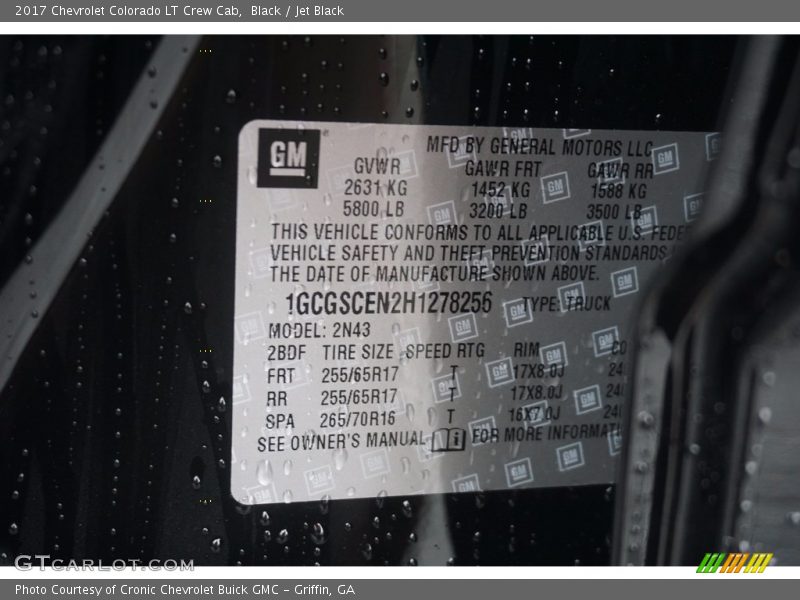 2017 Chevrolet Colorado LT Crew Cab, Black / Jet Black
GM
MFD BY GENERAL MOTORS LLC
GVWR GAWR FRT GAWR RR
2631 KG 1452 KG 1588 KG
5800 LB 3200 LB 3500 LB
THIS VEHICLE CONFORMS TO ALL APPLICABLE U.S. FEDE
VEHICLE SAFETY AND THEFT PREVENTION STANDARDS
THE DATE OF MANUFACTURE SHOWN ABOVE.
1GCGSCEN2H1278256 TYPE: TRUCK
MODEL: 2N43
2BDF TIRE SIZE SPEED RTG RIM CO
FRT 255/65R17 T 17X8.0J 24
RR 255/65R17 T 17X8.0J 24
SPA 265/70R16 T 16X7.0J 24
SEE OWNER'S MANUAL FOR MORE INFORMATI
GTcarlot.com
Photo Courtesy of Cronic Chevrolet Buick GMC - Griffin, GA